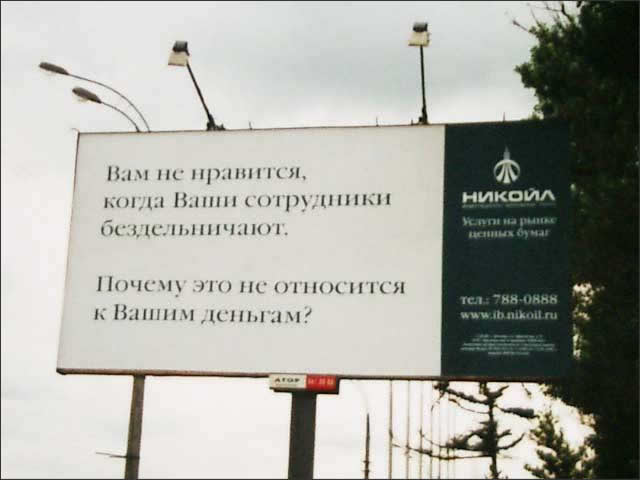 Вам не нравится,
когда Ваши сотрудники
бездельничают.
Почему это не относится
к Вашим деньгам?
НИКОЙЛ
Услуги на рынке
ценных бумаг
тел.: 788-0888
www.ib.nikoil.ru
АТОР